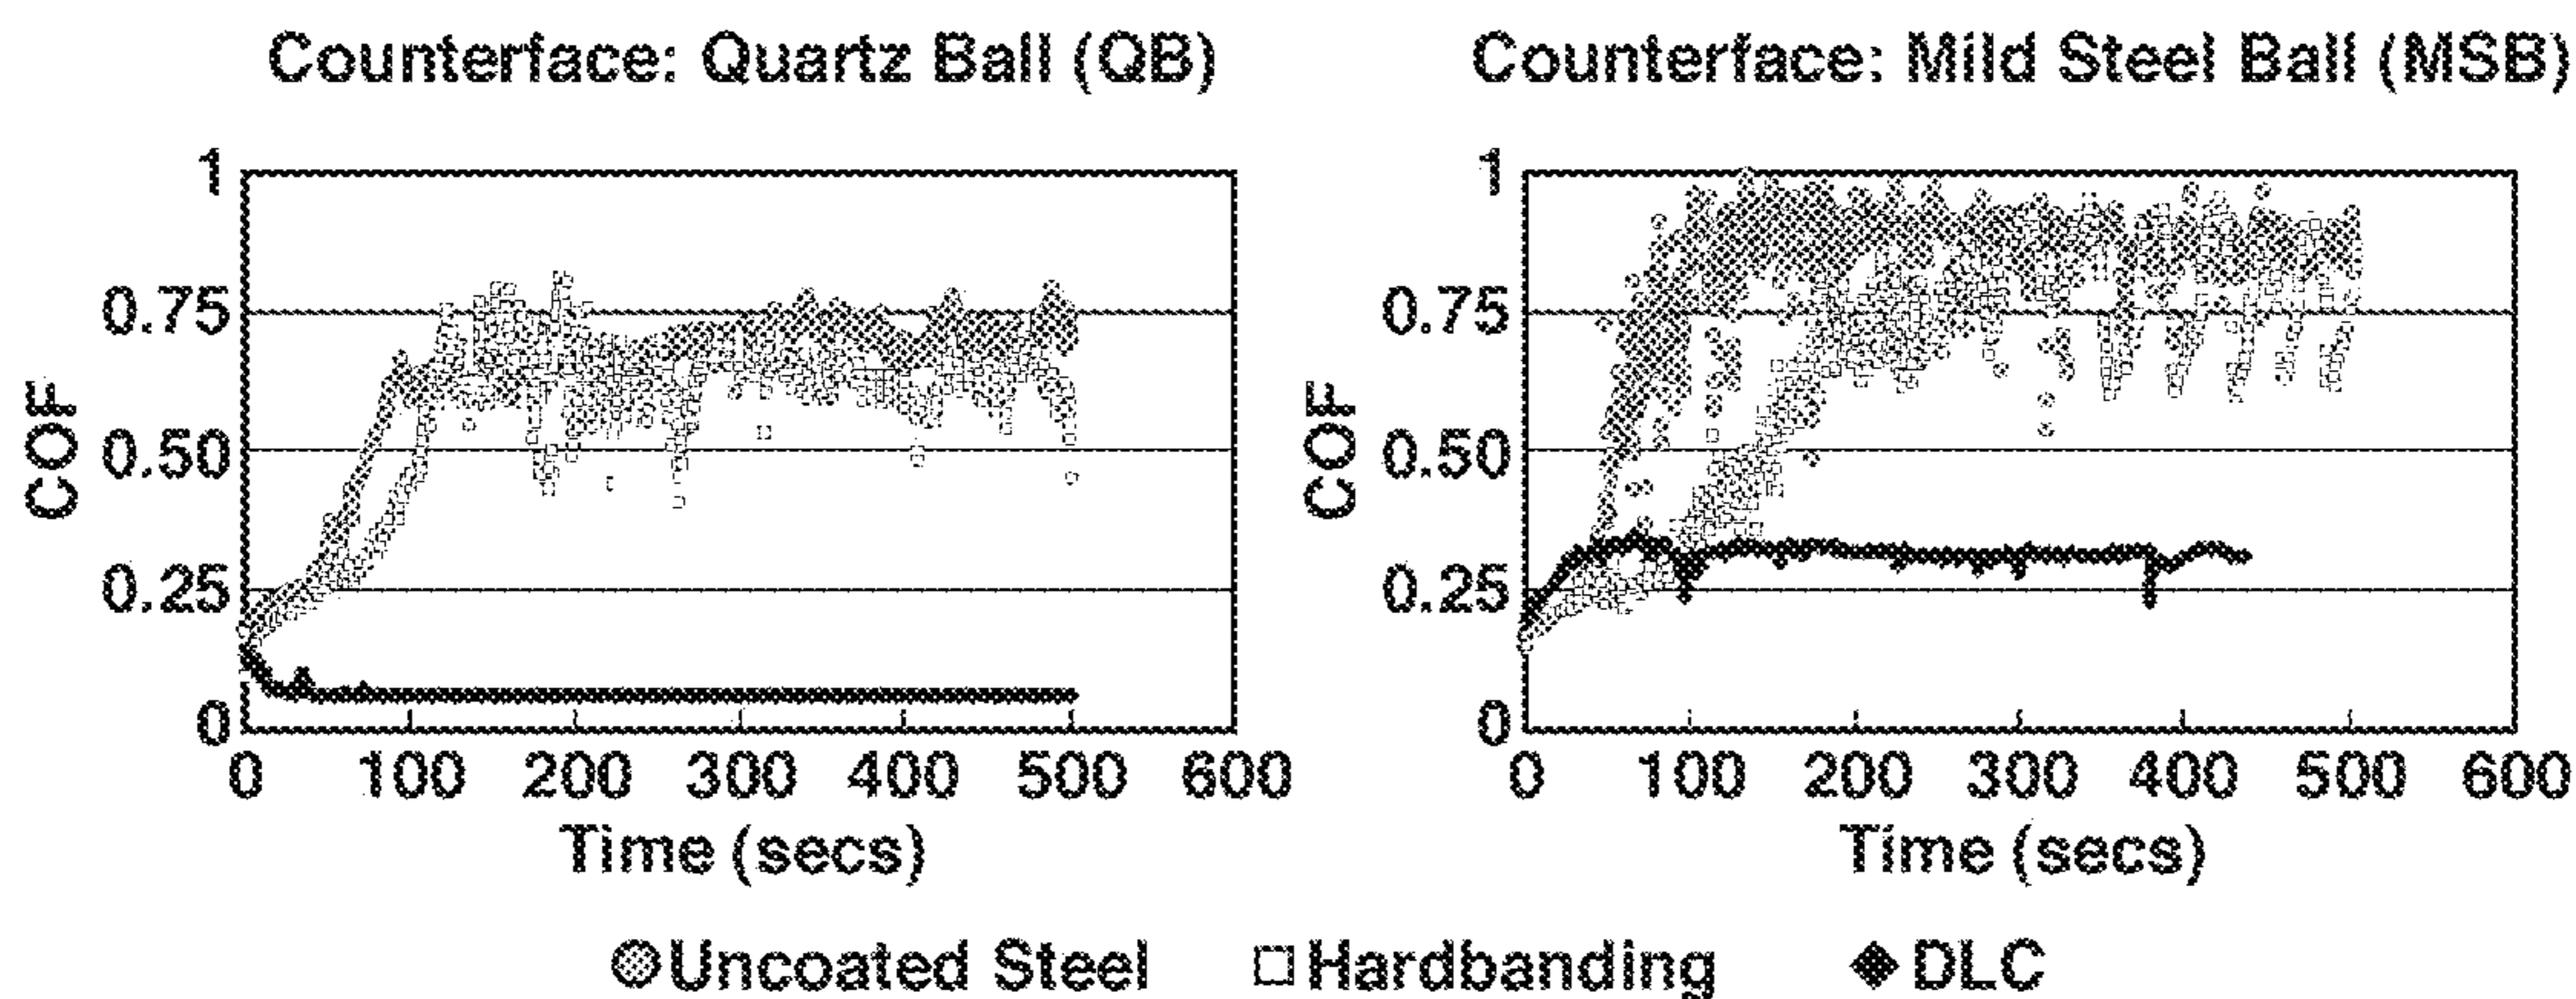 Counterface: Quartz Ball (QB)
1
0.75
0.50
0.25
0
COF
0 100 200 300 400 500 600
Time (secs)
Counterface: Mild Steel Ball (MSB)
1
0.75
0.50
0.25
0
COF
0 100 200 300 400 500 600
Time (secs)
Uncoated Steel Hardbanding DLC